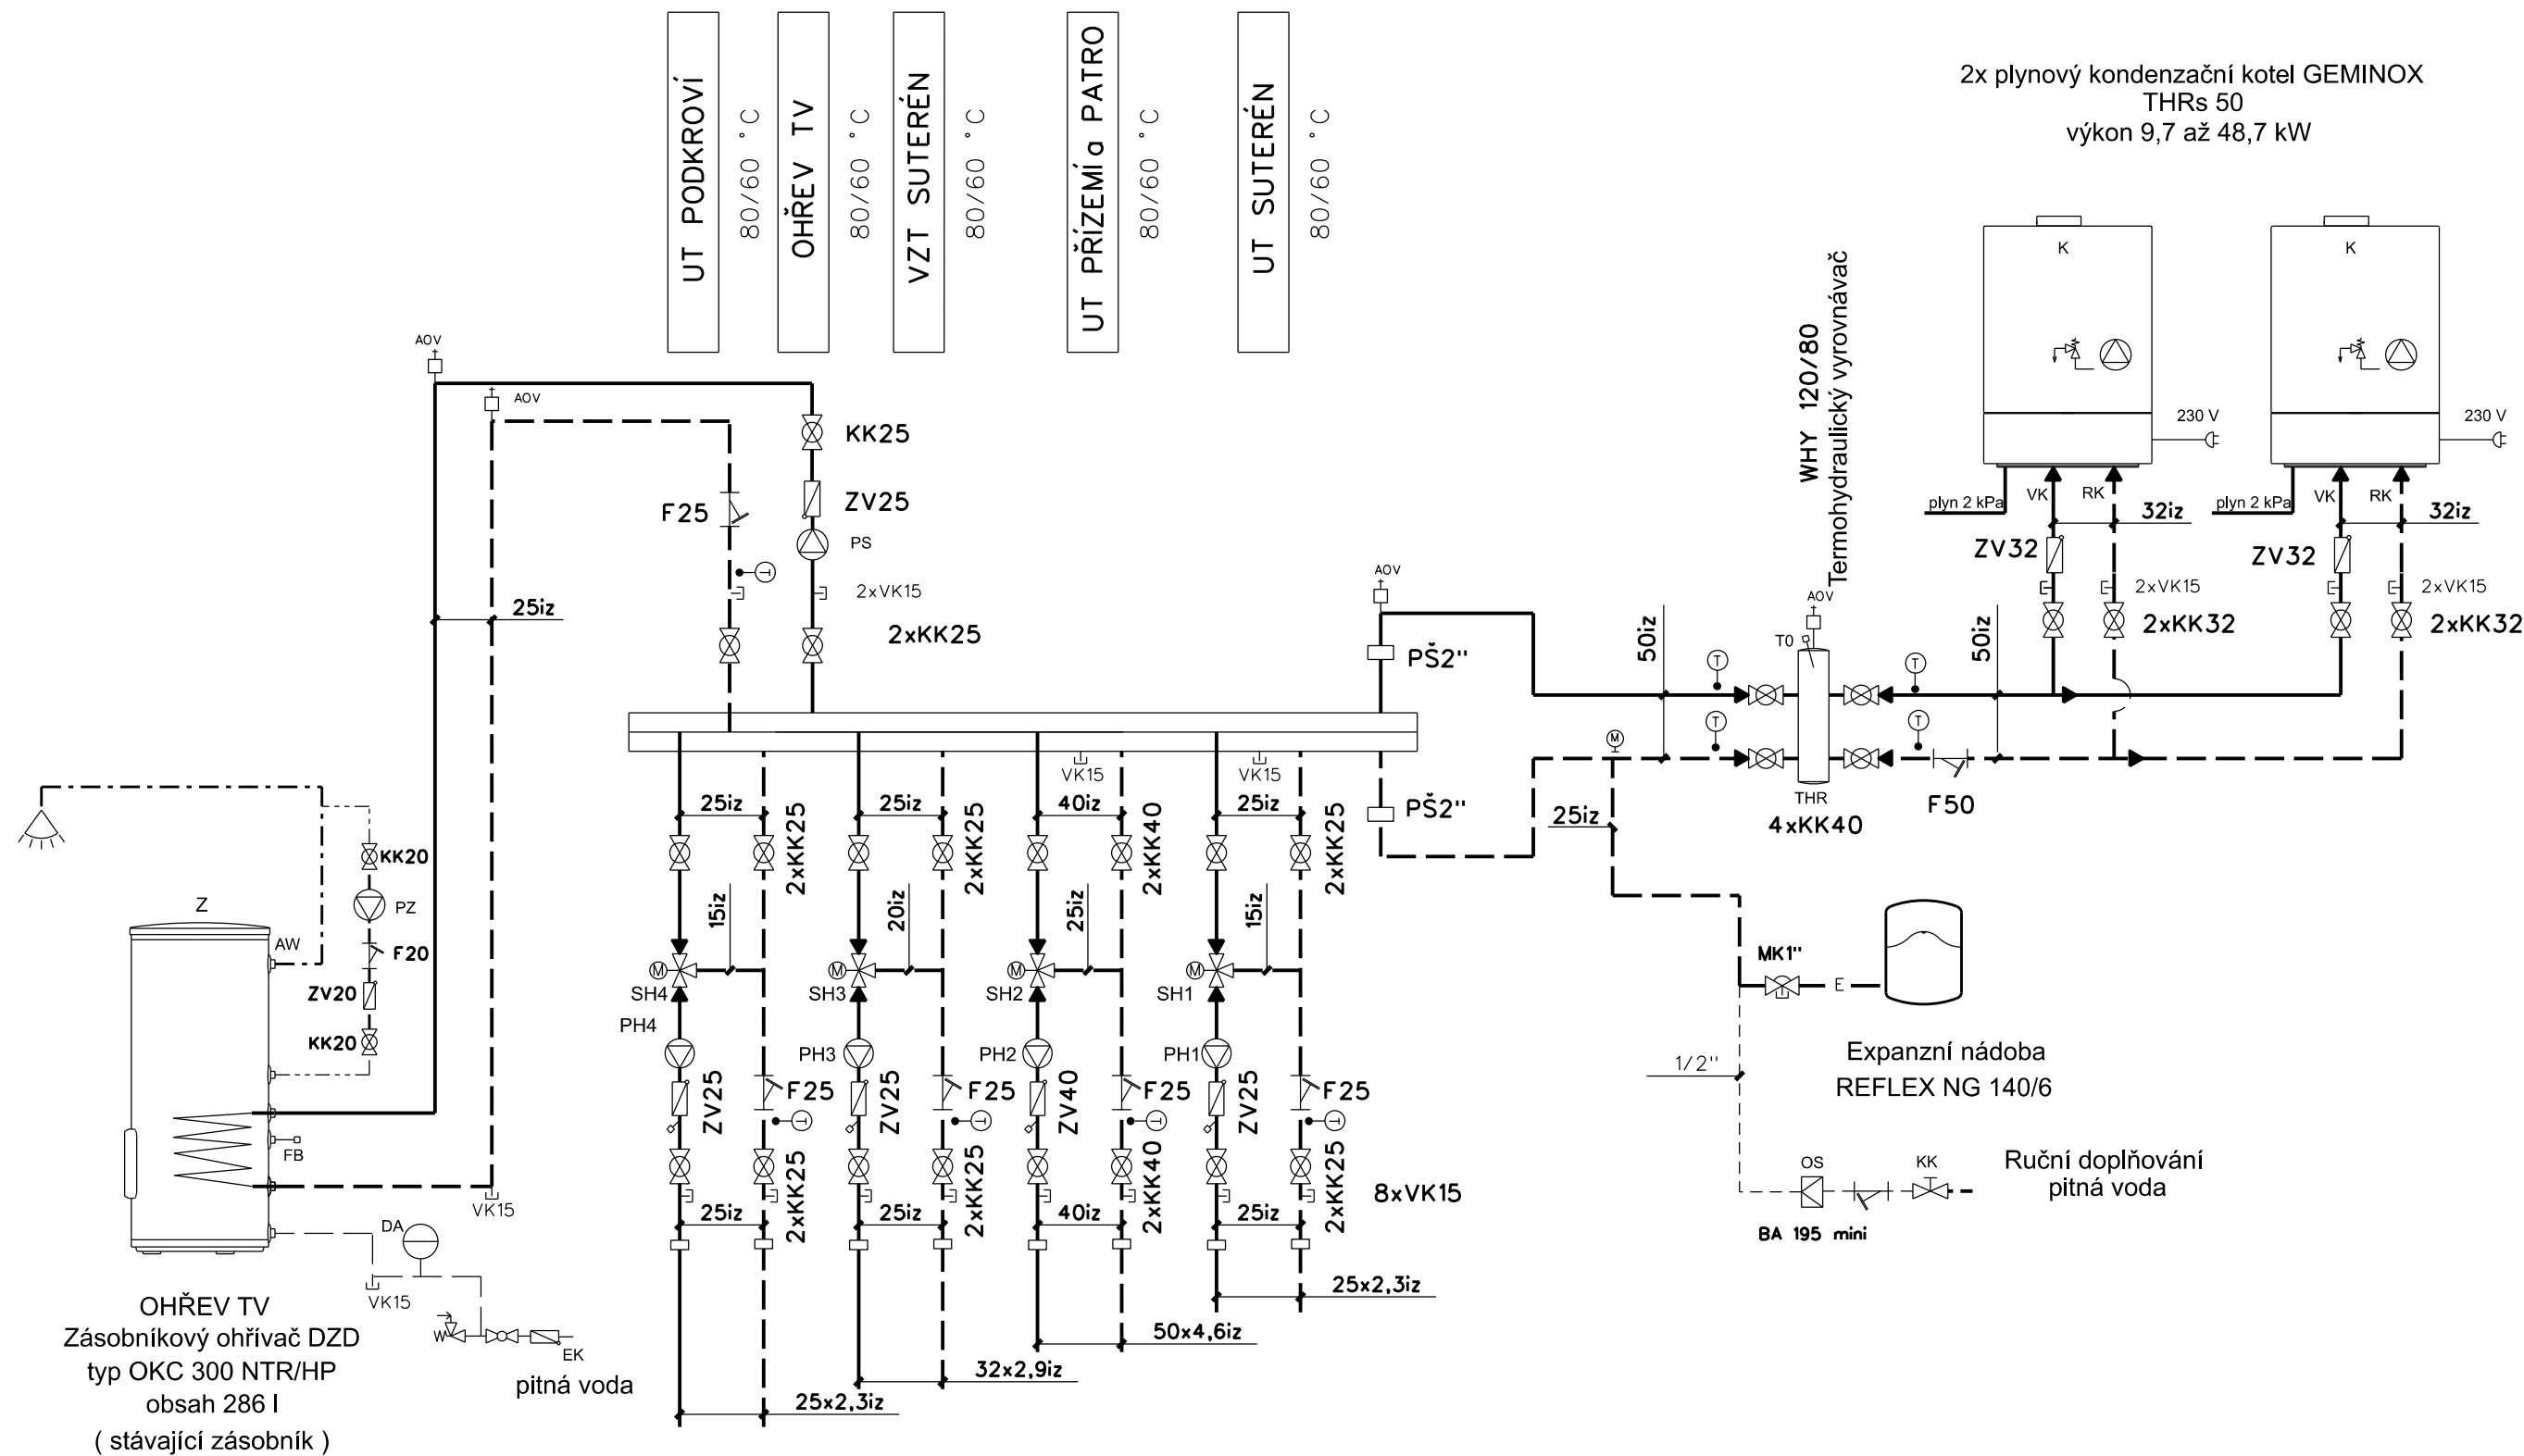 UT PODKROVÍ
80/60 °C
OHŘEV TV
80/60 °C
VZT SUTERÉN
80/60 °C
UT PŘÍZEMÍ a PATRO
80/60 °C
UT SUTERÉN
80/60 °C
2x plynový kondenzační kotel GEMINOX
THRs 50
výkon 9,7 až 48,7 kW
K
K
230 V
230 V
plyn 2 kPa
VK
RK
plyn 2 kPa
VK
RK
32iz
32iz
ZV32
ZV32
2xVK15
2xVK15
2xKK32
2xKK32
WHY 120/80
Termohydraulický vyrovnávač
AOV
AOV
KK25
F25
ZV25
PS
2xVK15
25iz
2xKK25
AOV
PŠ2"
50iz
AOV
T0
T
T
50iz
T
T
M
T
VK15
VK15
PŠ2"
THR
4xKK40
F50
25iz
25iz
25iz
40iz
25iz
2xKK25
2xKK25
2xKK40
2xKK25
15iz
20iz
25iz
15iz
M
M
M
M
SH4
SH3
SH2
SH1
PH4
PH3
PH2
PH1
ZV25
F25
ZV25
F25
ZV40
F25
ZV25
F25
T
T
T
T
2xKK25
2xKK25
2xKK40
2xKK25
8xVK15
25iz
25iz
40iz
25iz
25x2,3iz
50x4,6iz
32x2,9iz
25x2,3iz
KK20
PZ
Z
AW
F20
ZV20
KK20
FB
VK15
DA
VK15
W
EK
pitná voda
OHŘEV TV
Zásobníkový ohřívač DZD
typ OKC 300 NTR/HP
obsah 286 l
( stávající zásobník )
MK1"
E
Expanzní nádoba
REFLEX NG 140/6
1/2"
OS
KK
Ruční doplňování
pitná voda
BA 195 mini